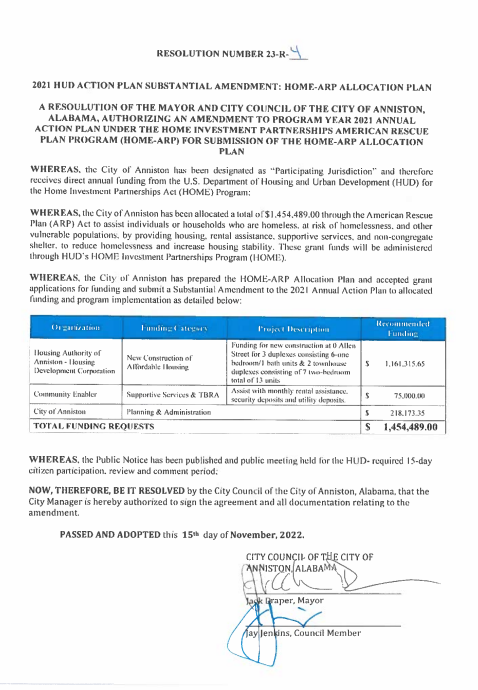 RESOLUTION NUMBER 23-R-4
2021 HUD ACTION PLAN SUBSTANTIAL AMENDMENT: HOME-ARP ALLOCATION PLAN
A RESOULUTION OF THE MAYOR AND CITY COUNCIL OF THE CITY OF ANNISTON,
ALABAMA, AUTHORIZING AN AMENDMENT TO PROGRAM YEAR 2021 ANNUAL
ACTION PLAN UNDER THE HOME INVESTMENT PARTNERSHIPS AMERICAN RESCUE
PLAN PROGRAM (HOME-ARP) FOR SUBMISSION OF THE HOME-ARP ALLOCATION
PLAN
WHEREAS, the City of Anniston has been designated as "Participating Jurisdiction" and therefore
receives direct annual funding from the U.S. Department of Housing and Urban Development (HUD) for
the Home Investment Partnerships Act (HOME) Program;
WHEREAS, the City of Anniston has been allocated a total of $1,454,489.00 through the American Rescue
Plan (ARP) Act to assist individuals or households who are homeless, at risk of homelessness, and other
vulnerable populations, by providing housing, rental assistance, supportive services, and non-congregate
shelter, to reduce homelessness and increase housing stability. These grant funds will be administered
through HUD's HOME Investment Partnerships Program (HOME).
WHEREAS, the City of Anniston has prepared the HOME-ARP Allocation Plan and accepted grant
applications for funding and submit a Substantial Amendment to the 2021 Annual Action Plan to allocated
funding and program implementation as detailed below:
Organization Funding Category Project Description Recommended Funding
Housing Authority of Anniston - Housing Development Corporation
New Construction of Affordable Housing
Funding for new construction at 0 Allen
Street for 3 duplexes consisting 6-one
bedroom/1 bath units & 2 townhouse
duplexes consisting of 7 two-bedroom
total of 13 units
$ 1,161,315.65
Community Enabler
Supportive Services & TBRA
Assist with monthly rental assistance,
security deposits and utility deposits.
$ 75,000.00
City of Anniston Planning & Administration $ 218,173.35
TOTAL FUNDING REQUESTS $ 1,454,489.00
WHEREAS, the Public Notice has been published and public meeting held for the HUD- required 15-day
citizen participation, review and comment period;
NOW, THEREFORE, BE IT RESOLVED by the City Council of the City of Anniston, Alabama, that the
City Manager is hereby authorized to sign the agreement and all documentation relating to the
amendment.
PASSED AND ADOPTED this 15th day of November, 2022.
CITY COUNCIL OF THE CITY OF
ANNISTON, ALABAMA
Jack Draper, Mayor
Jay Jenkins, Council Member